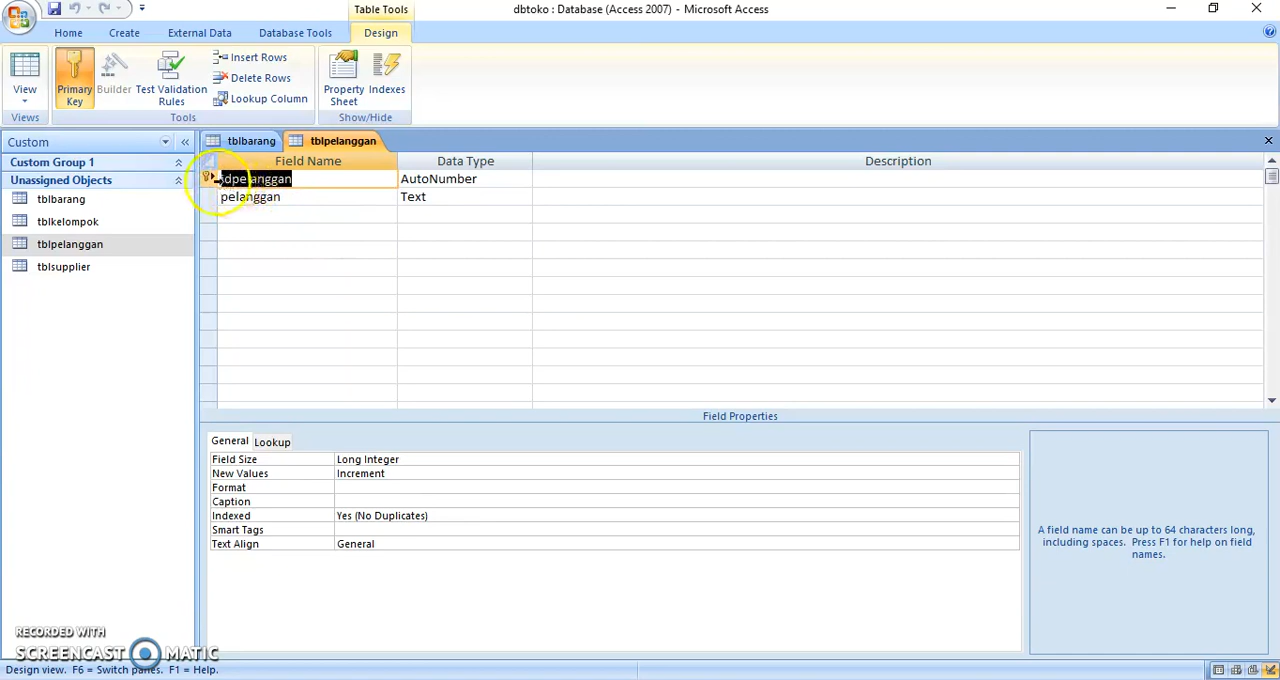 dbtoko : Database (Access 2007) - Microsoft Access
Table Tools
Home
Create
External Data
Database Tools
Design
View
Primary Key
Builder
Test Validation Rules
Insert Rows
Delete Rows
Lookup Column
Property Sheet
Indexes
Views
Tools
Show/Hide
Custom
Custom Group 1
Unassigned Objects
tblbarang
tblkelompok
tblpelanggan
tblsupplier
tblbarang
tblpelanggan
Field Name
Data Type
Description
AutoNumber
pelanggan
Text
Field Properties
General
Lookup
Field Size
Long Integer
New Values
Increment
Format
Caption
Indexed
Yes (No Duplicates)
Smart Tags
Text Align
General
A field name can be up to 64 characters long,
including spaces. Press F1 for help on field
names.
RECORDED WITH
SCREENCAST MATIC
Design view. F6 = Switch panes. F1 = Help.